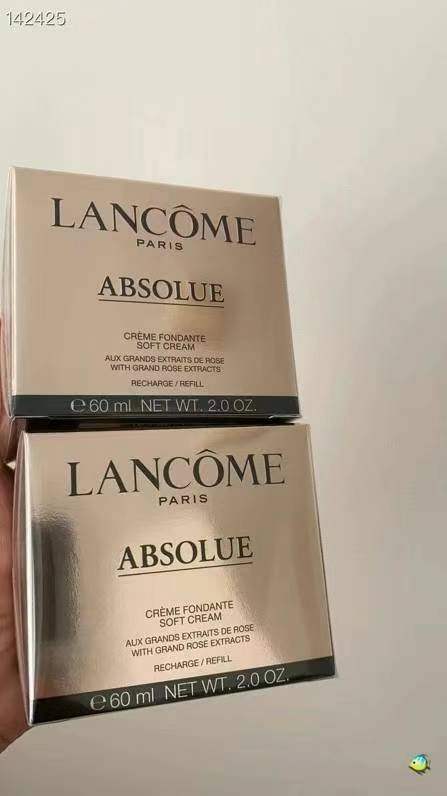 142425
LANCÔME
PARIS
ABSOLUE
CRÈME FONDANTE
SOFT CREAM
AUX GRANDS EXTRAITS DE ROSE
WITH GRAND ROSE EXTRACTS
RECHARGE / REFILL
℮ 60 ml NET WT. 2.0 OZ.
LANCÔME
PARIS
ABSOLUE
CRÈME FONDANTE
SOFT CREAM
AUX GRANDS EXTRAITS DE ROSE
WITH GRAND ROSE EXTRACTS
RECHARGE / REFILL
℮ 60 ml NET WT. 2.0 OZ.